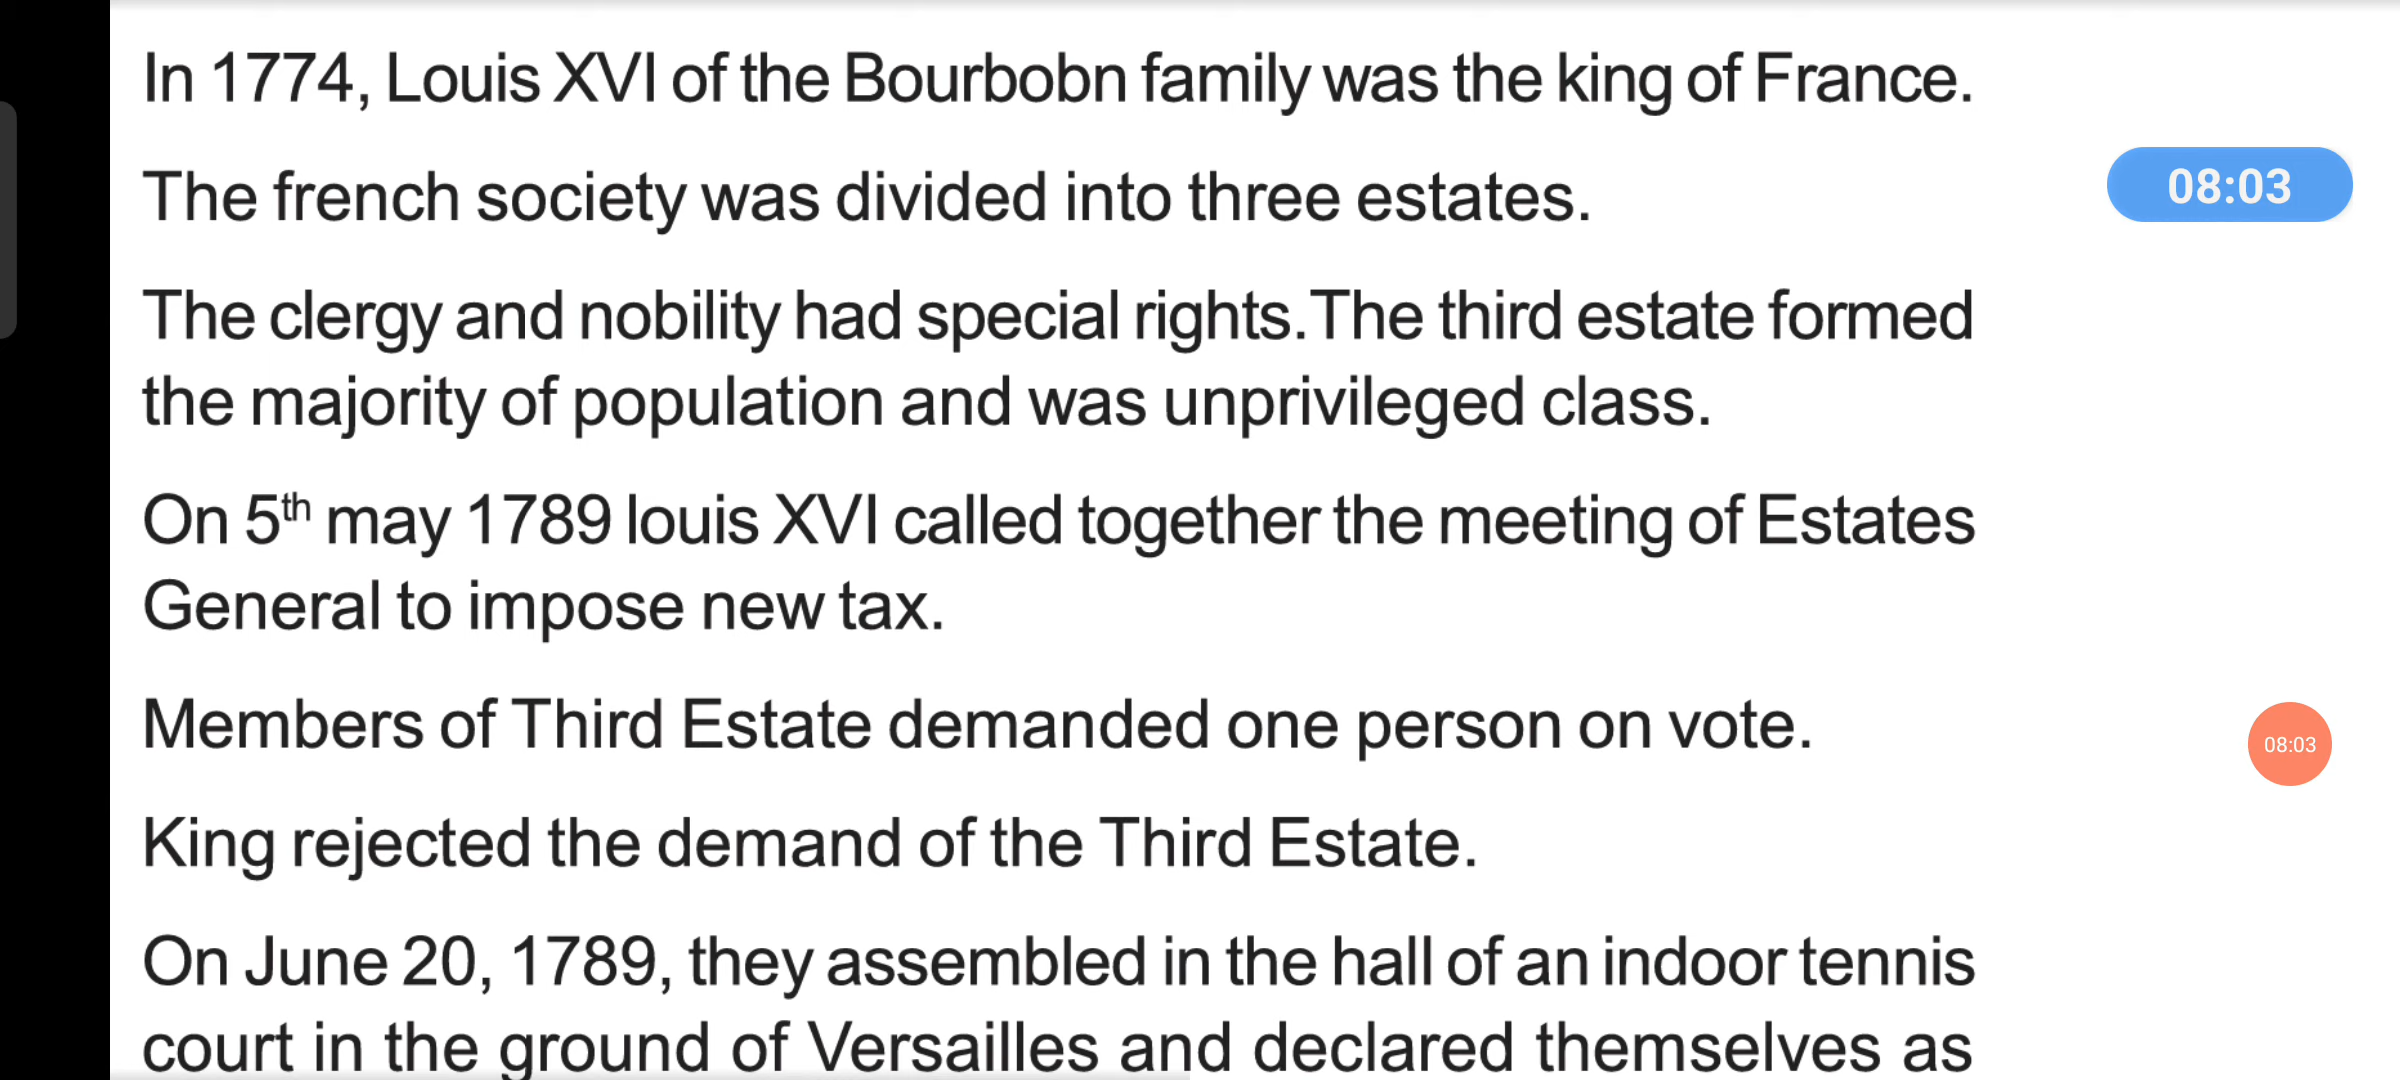 In 1774, Louis XVI of the Bourbobn family was the king of France.
The french society was divided into three estates.
08:03
The clergy and nobility had special rights.The third estate formed
the majority of population and was unprivileged class.
On 5th may 1789 louis XVI called together the meeting of Estates
General to impose new tax.
Members of Third Estate demanded one person on vote.
08:03
King rejected the demand of the Third Estate.
On June 20, 1789, they assembled in the hall of an indoor tennis
court in the ground of Versailles and declared themselves as